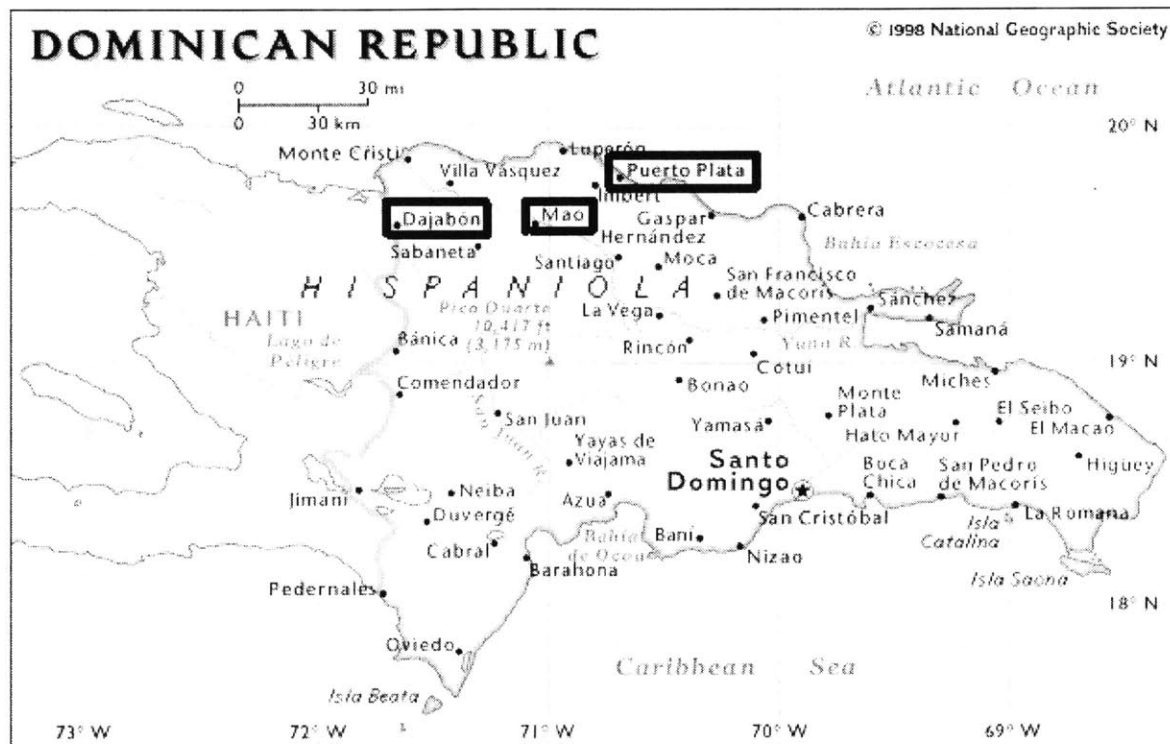 DOMINICAN REPUBLIC
© 1998 National Geographic Society
0 30 mi
0 30 km
Atlantic Ocean
20° N
Monte Cristi
Luperón
Villa Vásquez
Puerto Plata
Imbert
Dajabón
Mao
Gaspar
Hernández
Cabrera
Sabaneta
Santiago
Moca
Bahía Escocesa
HISPANIOLA
San Francisco
de Macorís
Sánchez
HAITI
Pico Duarte
10,417 ft
(3,175 m)
La Vega
Pimentel
Samaná
Lago de
Peligre
Bánica
Rincón
Yuna R.
Cotuí
19° N
Comendador
Bonao
Miches
San Juan
San Juan R.
Yamasá
Monte
Plata
Hato Mayor
El Seibo
El Macao
Yayas de
Viajama
Santo
Domingo
Boca
Chica
San Pedro
de Macorís
Higüey
Jimaní
Neiba
Azua
San Cristóbal
La Romana
Duvergé
Isla
Catalina
Cabral
Bahía
de Ocoa
Baní
Nizao
Barahona
Isla Saona
Pedernales
18° N
Oviedo
Caribbean Sea
Isla Beata
73° W
72° W
71° W
70° W
69° W